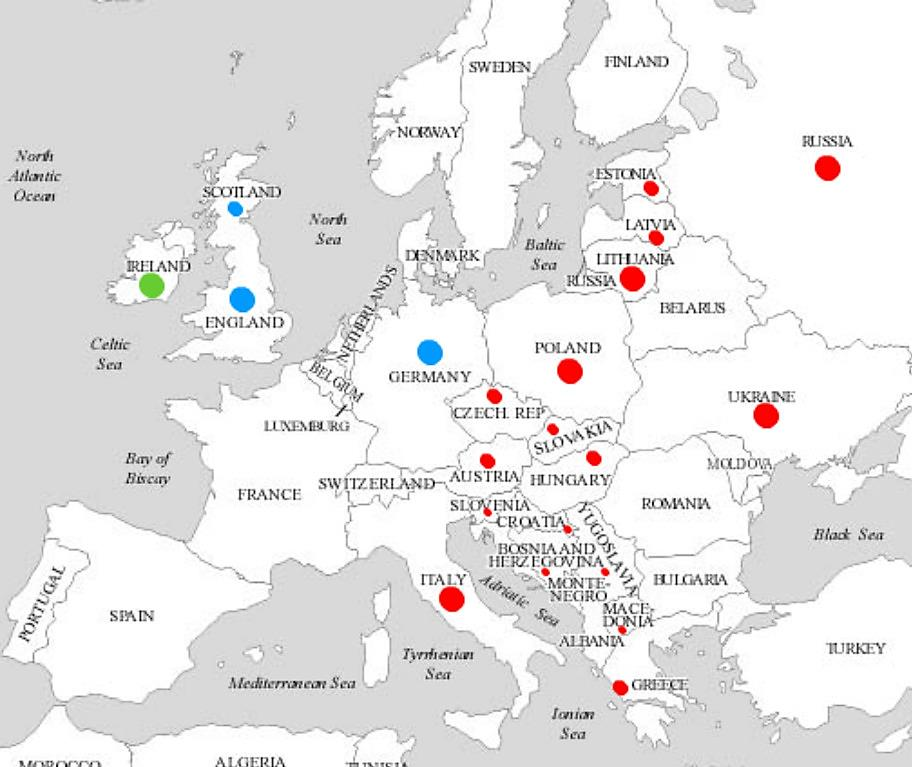 SWEDEN
FINLAND
NORWAY
RUSSIA
North
Atlantic
Ocean
ESTONIA
SCOTLAND
North
Sea
LATVIA
Baltic
Sea
DENMARK
LITHUANIA
IRELAND
RUSSIA
NETHERLANDS
BELARUS
ENGLAND
Celtic
Sea
POLAND
GERMANY
BELGIUM
UKRAINE
CZECH. REP
LUXEMBURG
SLOVAKIA
Bay of
Biscay
MOLDOVA
AUSTRIA
HUNGARY
SWITZERLAND
FRANCE
ROMANIA
SLOVENIA
CROATIA
YUGOSLAVIA
Black Sea
BOSNIA AND
HERZEGOVINA
ITALY
MONTE-
NEGRO
BULGARIA
Adriatic Sea
PORTUGAL
SPAIN
MACE-
DONIA
ALBANIA
TURKEY
Tyrrhenian
Sea
Mediterranean Sea
GREECE
Ionian
Sea
MOROCCO
ALGERIA
TUNISIA